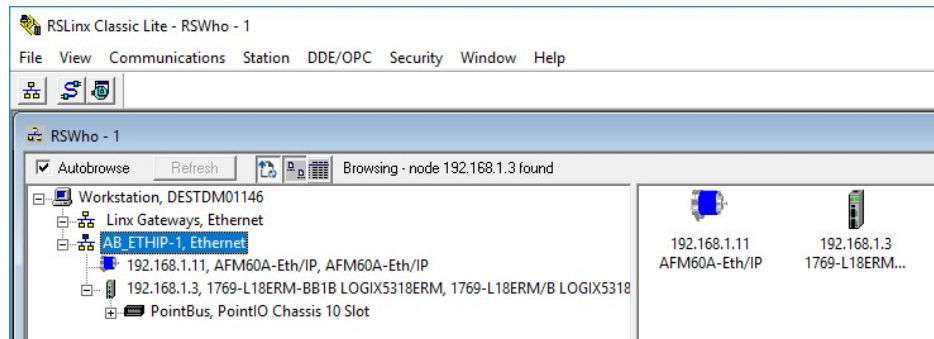 RSLinx Classic Lite - RSWho - 1
File View Communications Station DDE/OPC Security Window Help
RSWho - 1
Autobrowse Refresh Browsing - node 192.168.1.3 found
Workstation, DESTDM01146
Linx Gateways, Ethernet
AB_ETHIP-1, Ethernet
192.168.1.11, AFM60A-Eth/IP, AFM60A-Eth/IP
192.168.1.3, 1769-L18ERM-BB1B LOGIX5318ERM, 1769-L18ERM/B LOGIX5318
PointBus, PointIO Chassis 10 Slot
192.168.1.11
AFM60A-Eth/IP
192.168.1.3
1769-L18ERM...